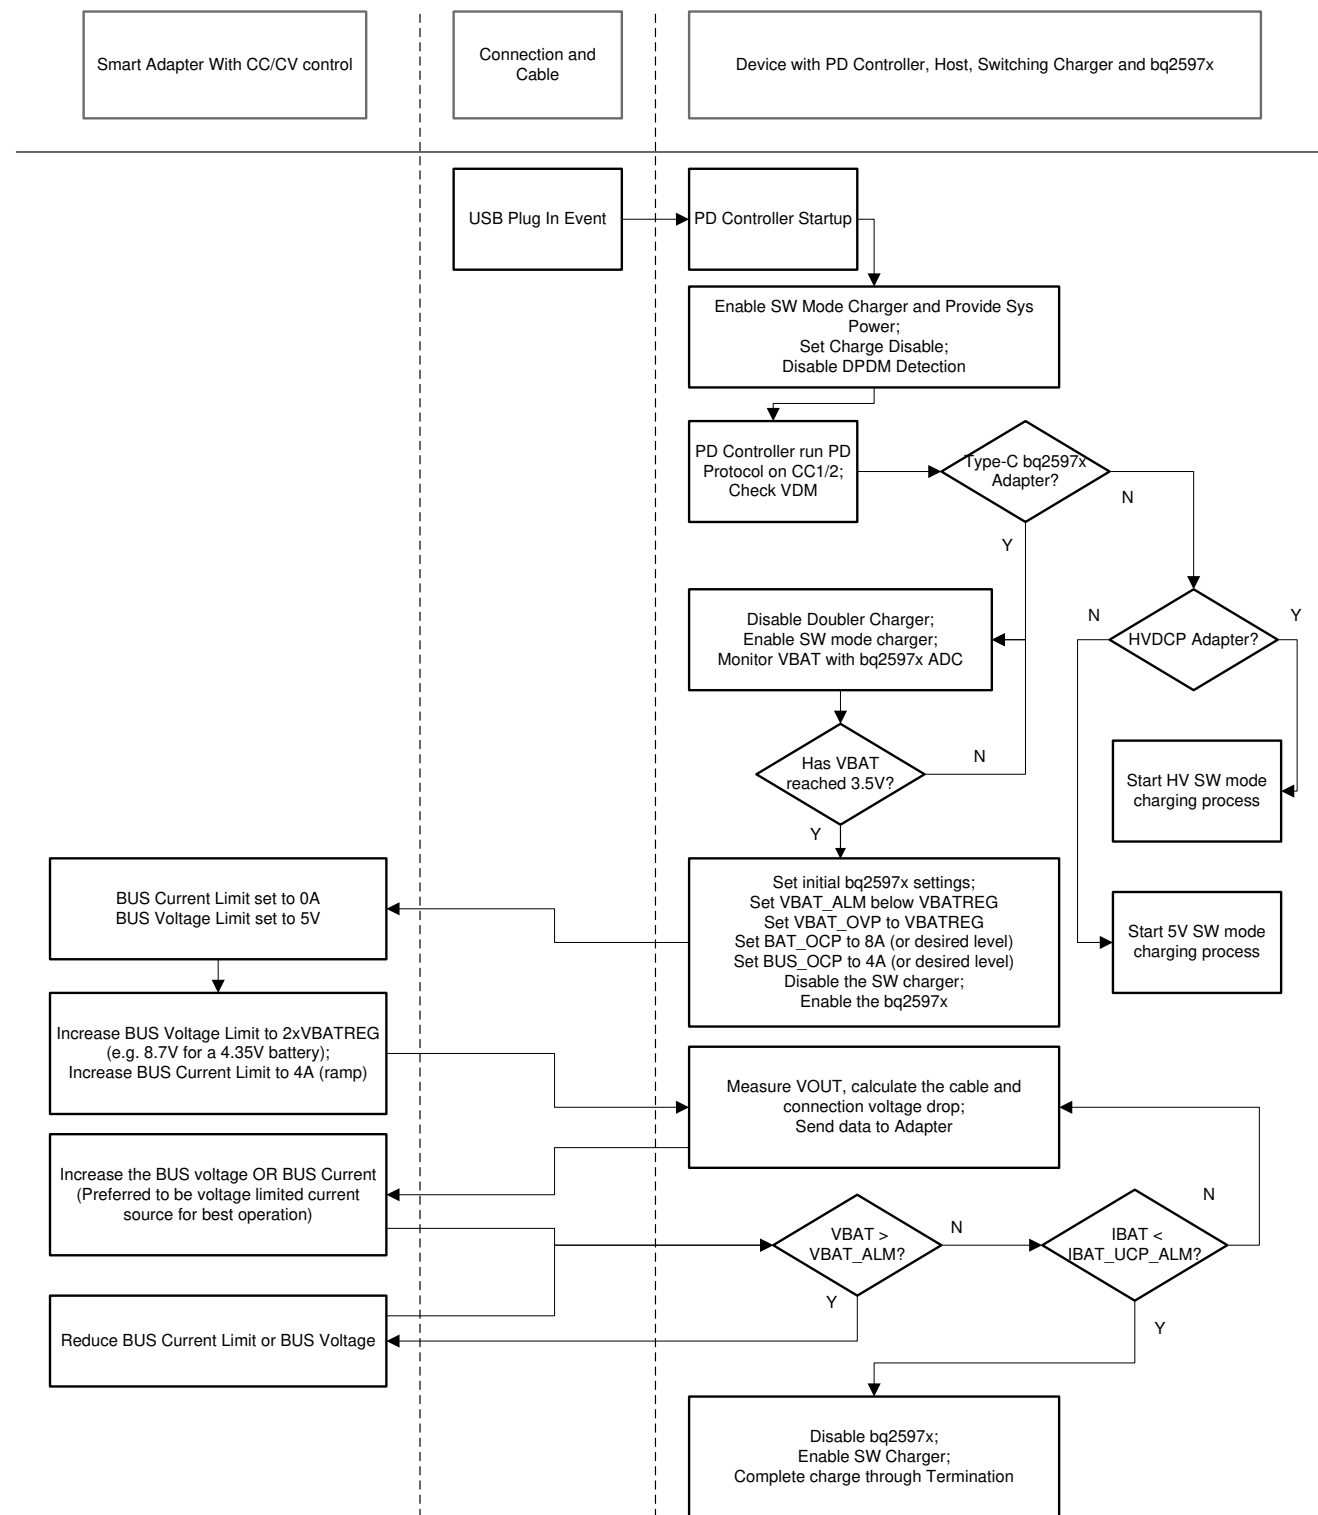 Smart Adapter With CC/CV control
Connection and
Cable
Device with PD Controller, Host, Switching Charger and bq2597x
USB Plug In Event
PD Controller Startup
Enable SW Mode Charger and Provide Sys
Power;
Set Charge Disable;
Disable DPDM Detection
PD Controller run PD
Protocol on CC1/2;
Check VDM
Type-C bq2597x
Adapter?
N
Y
Disable Doubler Charger;
Enable SW mode charger;
Monitor VBAT with bq2597x ADC
N
HVDCP Adapter?
Y
Has VBAT
reached 3.5V?
N
Y
Start HV SW mode
charging process
Start 5V SW mode
charging process
BUS Current Limit set to 0A
BUS Voltage Limit set to 5V
Set initial bq2597x settings;
Set VBAT_ALM below VBATREG
Set VBAT_OVP to VBATREG
Set BAT_OCP to 8A (or desired level)
Set BUS_OCP to 4A (or desired level)
Disable the SW charger;
Enable the bq2597x
Increase BUS Voltage Limit to 2xVBATREG
(e.g. 8.7V for a 4.35V battery);
Increase BUS Current Limit to 4A (ramp)
Measure VOUT, calculate the cable and
connection voltage drop;
Send data to Adapter
Increase the BUS voltage OR BUS Current
(Preferred to be voltage limited current
source for best operation)
VBAT >
VBAT_ALM?
N
Y
IBAT <
IBAT_UCP_ALM?
N
Y
Reduce BUS Current Limit or BUS Voltage
Disable bq2597x;
Enable SW Charger;
Complete charge through Termination